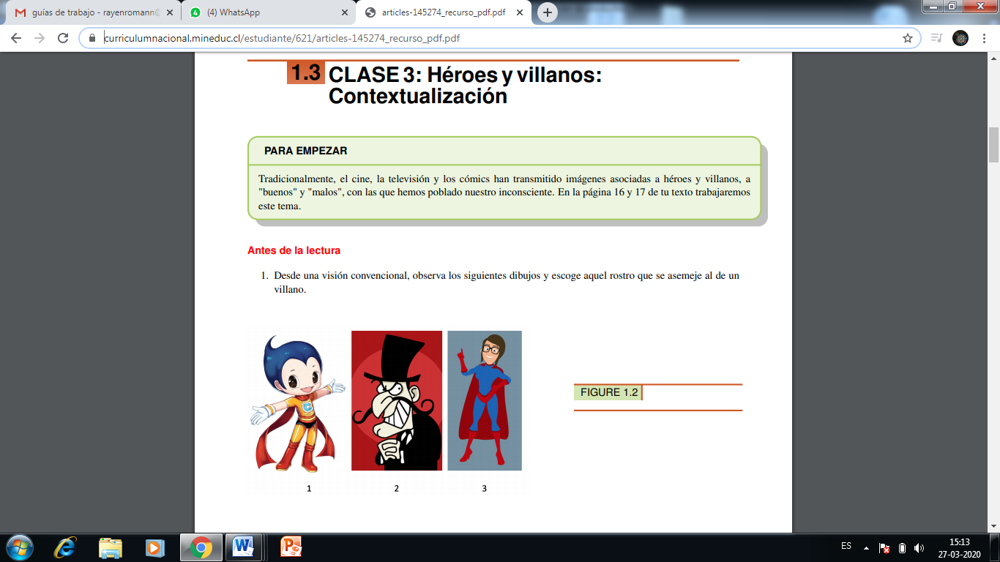 guías de trabajo - rayenromann@
(4) WhatsApp
articles-145274_recurso_pdf.pdf
curriculumnacional.mineduc.cl/estudiante/621/articles-145274_recurso_pdf.pdf
1.3 CLASE 3: Héroes y villanos:
Contextualización
PARA EMPEZAR
Tradicionalmente, el cine, la televisión y los cómics han transmitido imágenes asociadas a héroes y villanos, a
"buenos" y "malos", con las que hemos poblado nuestro inconsciente. En la página 16 y 17 de tu texto trabajaremos
este tema.
Antes de la lectura
1. Desde una visión convencional, observa los siguientes dibujos y escoge aquel rostro que se asemeje al de un
villano.
FIGURE 1.2
1 2 3
ES
15:13
27-03-2020